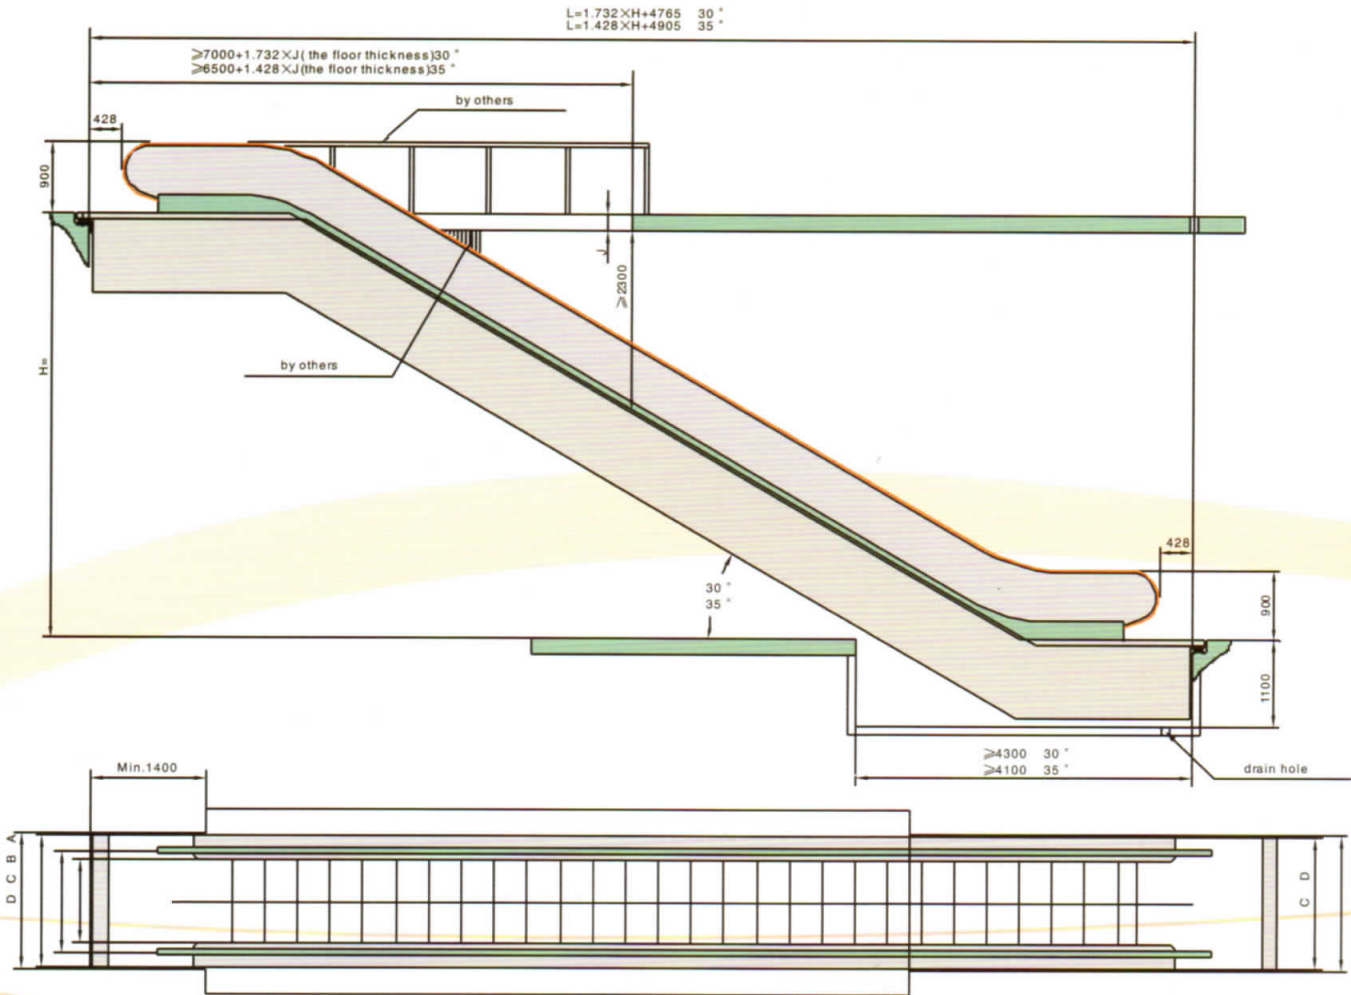 L=1.732×H+4765 30°
L=1.428×H+4905 35°
≥7000+1.732×J( the floor thickness)30°
≥6500+1.428×J(the floor thickness)35°
by others
428
900
J
≥2300
H=
by others
428
30°
35°
900
1100
≥4300 30°
≥4100 35°
drain hole
Min.1400
D C B A
C D